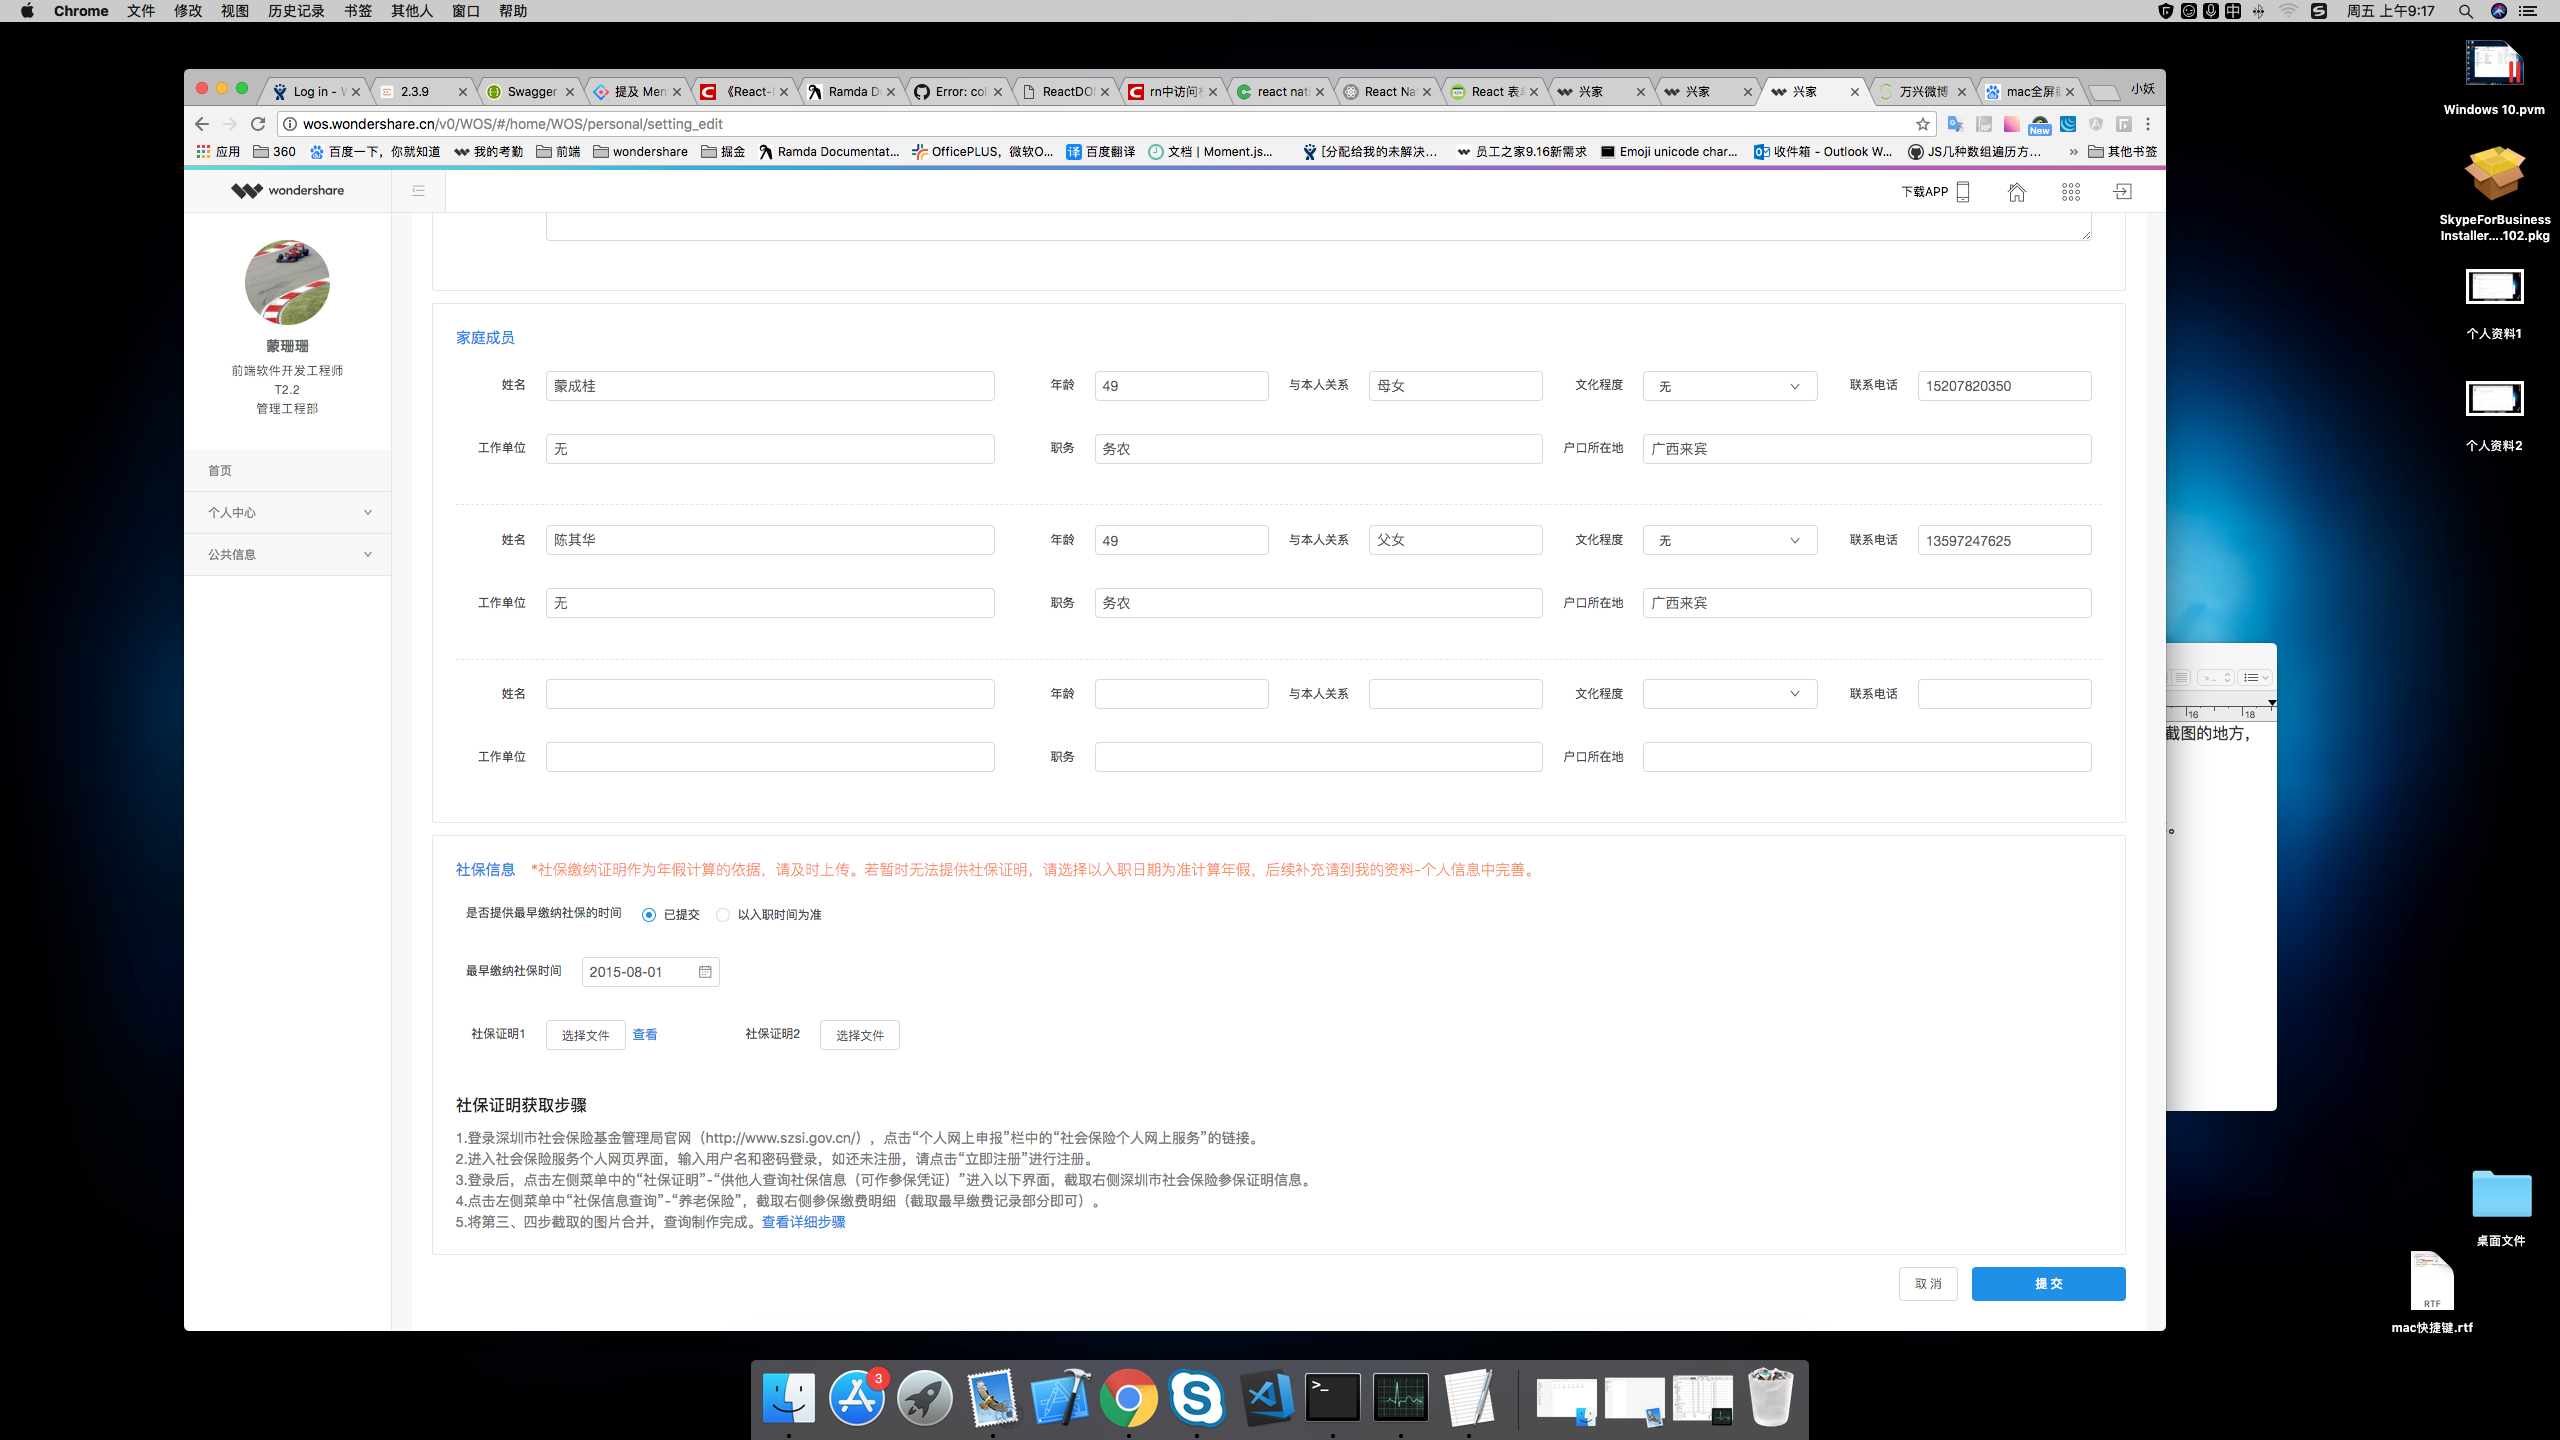 Chrome 文件 修改 视图 历史记录 书签 其他人 窗口 帮助
周五 上午9:17
Log in - 2.3.9 Swagger 提及 Men 《React- Ramda D Error: col ReactDO rn中访问 react nati React Na React 表 兴家 兴家 兴家 万兴微博 mac全屏 小妖
wos.wondershare.cn/v0/WOS/#/home/WOS/personal/setting_edit
New
应用 360 百度一下，你就知道 我的考勤 前端 wondershare 掘金 Ramda Documentat... OfficePLUS，微软O... 百度翻译 文档 | Moment.js... [分配给我的未解决... 员工之家9.16新需求 Emoji unicode char... 收件箱 - Outlook W... JS几种数组遍历方... » 其他书签
wondershare
下载APP
蒙珊珊
前端软件开发工程师
T2.2
管理工程部
首页
个人中心
公共信息
家庭成员
姓名 蒙成桂 年龄 49 与本人关系 母女 文化程度 无 联系电话 15207820350
工作单位 无 职务 务农 户口所在地 广西来宾
姓名 陈其华 年龄 49 与本人关系 父女 文化程度 无 联系电话 13597247625
工作单位 无 职务 务农 户口所在地 广西来宾
姓名 年龄 与本人关系 文化程度 联系电话
工作单位 职务 户口所在地
社保信息 *社保缴纳证明作为年假计算的依据，请及时上传。若暂时无法提供社保证明，请选择以入职日期为准计算年假，后续补充请到我的资料-个人信息中完善。
是否提供最早缴纳社保的时间 已提交 以入职时间为准
最早缴纳社保时间 2015-08-01
社保证明1 选择文件 查看 社保证明2 选择文件
社保证明获取步骤
1.登录深圳市社会保险基金管理局官网（http://www.szsi.gov.cn/），点击“个人网上申报”栏中的“社会保险个人网上服务”的链接。
2.进入社会保险服务个人网页界面，输入用户名和密码登录，如还未注册，请点击“立即注册”进行注册。
3.登录后，点击左侧菜单中的“社保证明”-“供他人查询社保信息（可作参保凭证）”进入以下界面，截取右侧深圳市社会保险参保证明信息。
4.点击左侧菜单中“社保信息查询”-“养老保险”，截取右侧参保缴费明细（截取最早缴费记录部分即可）。
5.将第三、四步截取的图片合并，查询制作完成。查看详细步骤
取消 提交
16 18
截图的地方，
。
Windows 10.pvm
SkypeForBusiness
Installer....102.pkg
个人资料1
个人资料2
桌面文件
RTF
mac快捷键.rtf
3